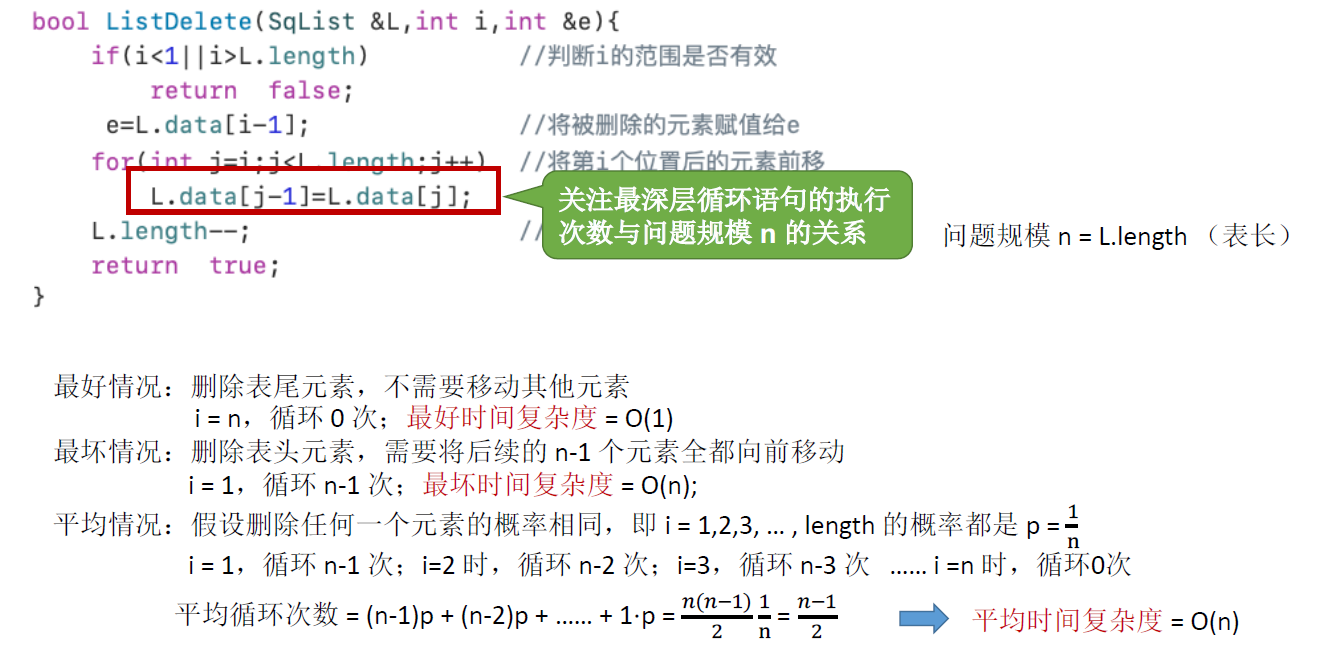 bool ListDelete(SqList &L,int i,int &e){
if(i<1||i>L.length) //判断i的范围是否有效
return false;
e=L.data[i-1]; //将被删除的元素赋值给e
for(int j=i;j<L.length;j++) //将第i个位置后的元素前移
L.data[j-1]=L.data[j];
关注最深层循环语句的执行
次数与问题规模 n 的关系
L.length--; //
问题规模 n = L.length （表长）
return true;
}
最好情况：删除表尾元素，不需要移动其他元素
i = n，循环 0 次；最好时间复杂度 = O(1)
最坏情况：删除表头元素，需要将后续的 n-1 个元素全都向前移动
i = 1，循环 n-1 次；最坏时间复杂度 = O(n);
平均情况：假设删除任何一个元素的概率相同，即 i = 1,2,3, … , length 的概率都是 p = 1/n
i = 1，循环 n-1 次；i=2 时，循环 n-2 次；i=3，循环 n-3 次 …… i =n 时，循环0次
平均循环次数 = (n-1)p + (n-2)p + …… + 1·p = n(n−1)/2 1/n = n−1/2 平均时间复杂度 = O(n)